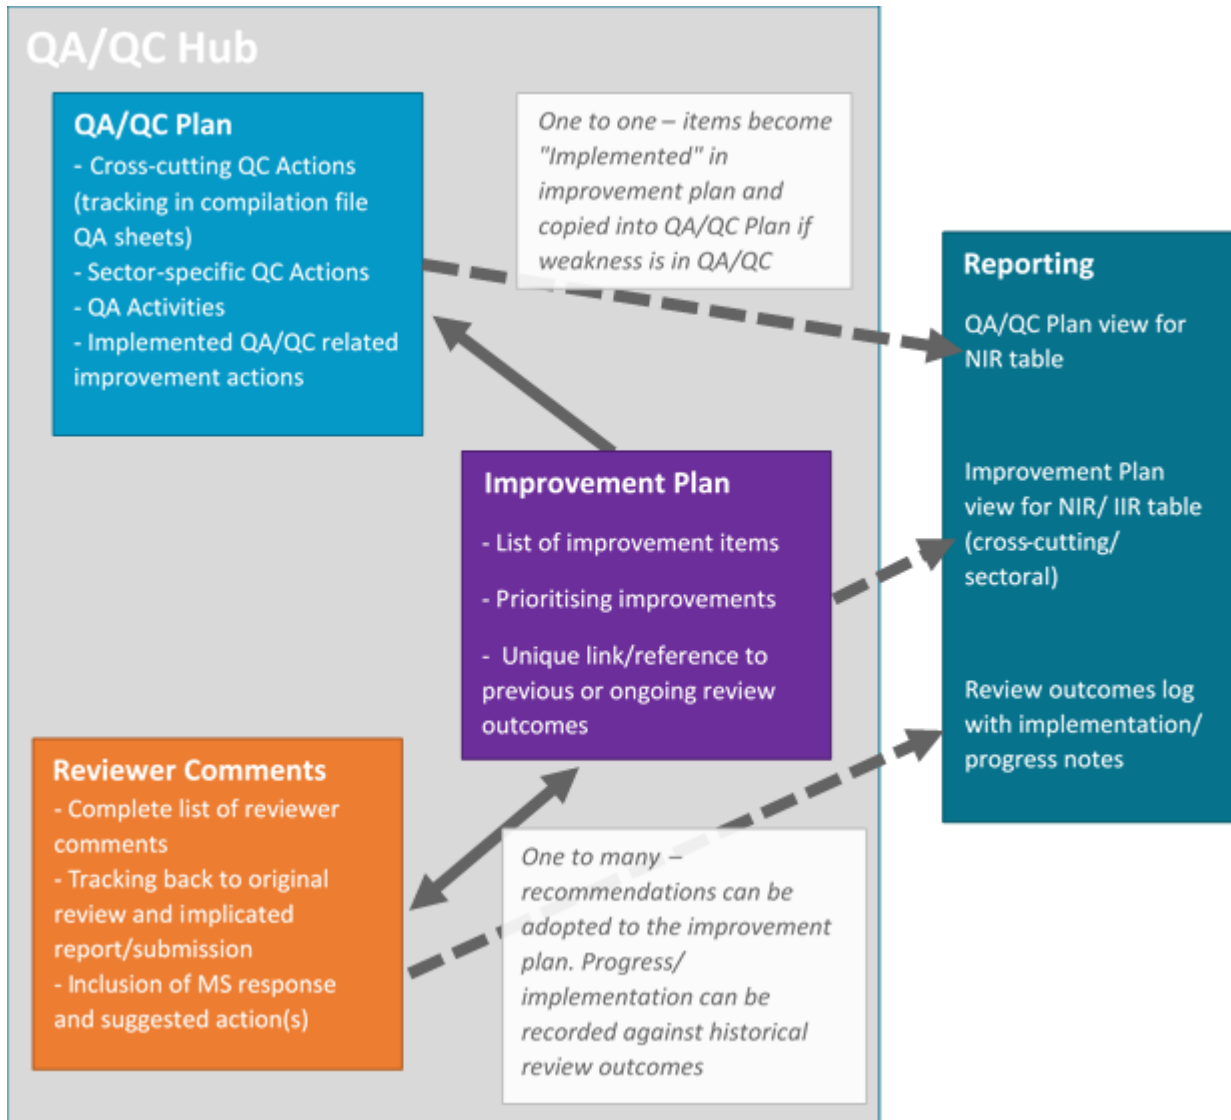 QA/QC Hub
QA/QC Plan
- Cross-cutting QC Actions
(tracking in compilation file
QA sheets)
- Sector-specific QC Actions
- QA Activities
- Implemented QA/QC related
improvement actions
One to one – items become
"Implemented" in
improvement plan and
copied into QA/QC Plan if
weakness is in QA/QC
Improvement Plan
- List of improvement items
- Prioritising improvements
- Unique link/reference to
previous or ongoing review
outcomes
Reviewer Comments
- Complete list of reviewer
comments
- Tracking back to original
review and implicated
report/submission
- Inclusion of MS response
and suggested action(s)
One to many –
recommendations can be
adopted to the improvement
plan. Progress/
implementation can be
recorded against historical
review outcomes
Reporting
QA/QC Plan view for
NIR table
Improvement Plan
view for NIR/ IIR table
(cross-cutting/
sectoral)
Review outcomes log
with implementation/
progress notes